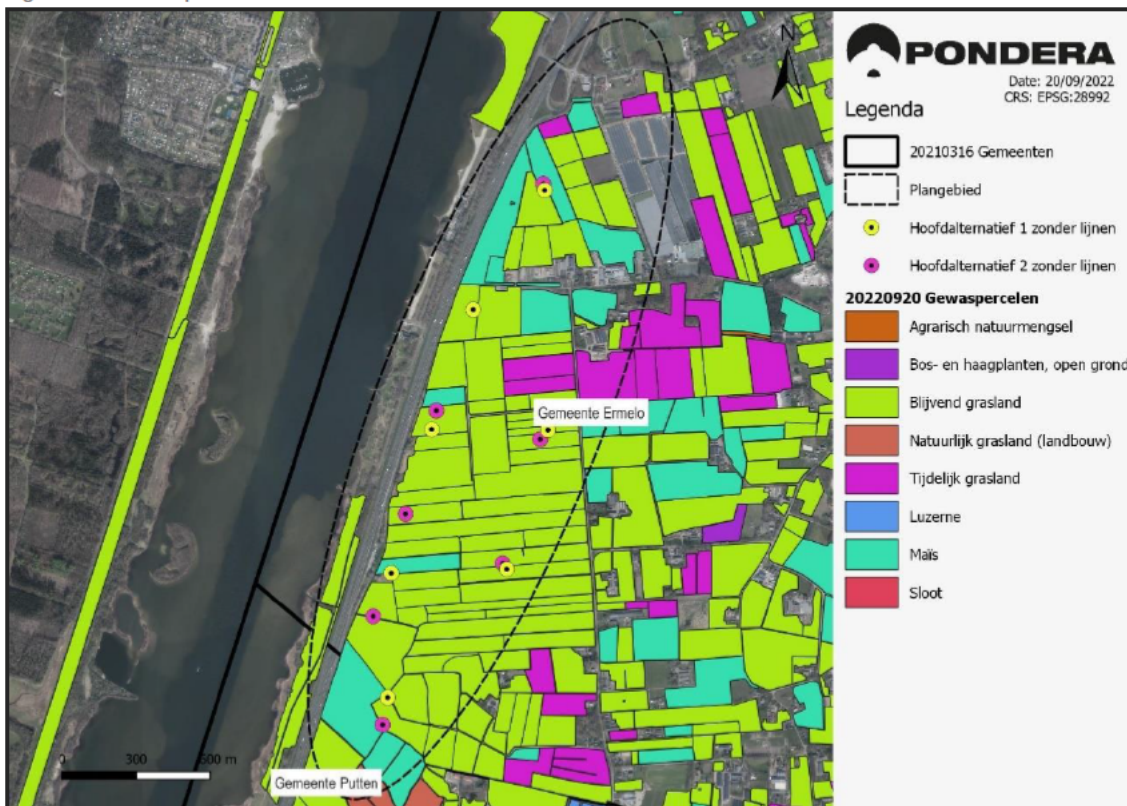 N
Gemeente Ermelo
Gemeente Putten
0 300 600 m
PONDERA
Date: 20/09/2022
CRS: EPSG:28992
Legenda
20210316 Gemeenten
Plangebied
Hoofdalternatief 1 zonder lijnen
Hoofdalternatief 2 zonder lijnen
20220920 Gewaspercelen
Agrarisch natuurmengsel
Bos- en haagplanten, open grond
Blijvend grasland
Natuurlijk grasland (landbouw)
Tijdelijk grasland
Luzerne
Maïs
Sloot